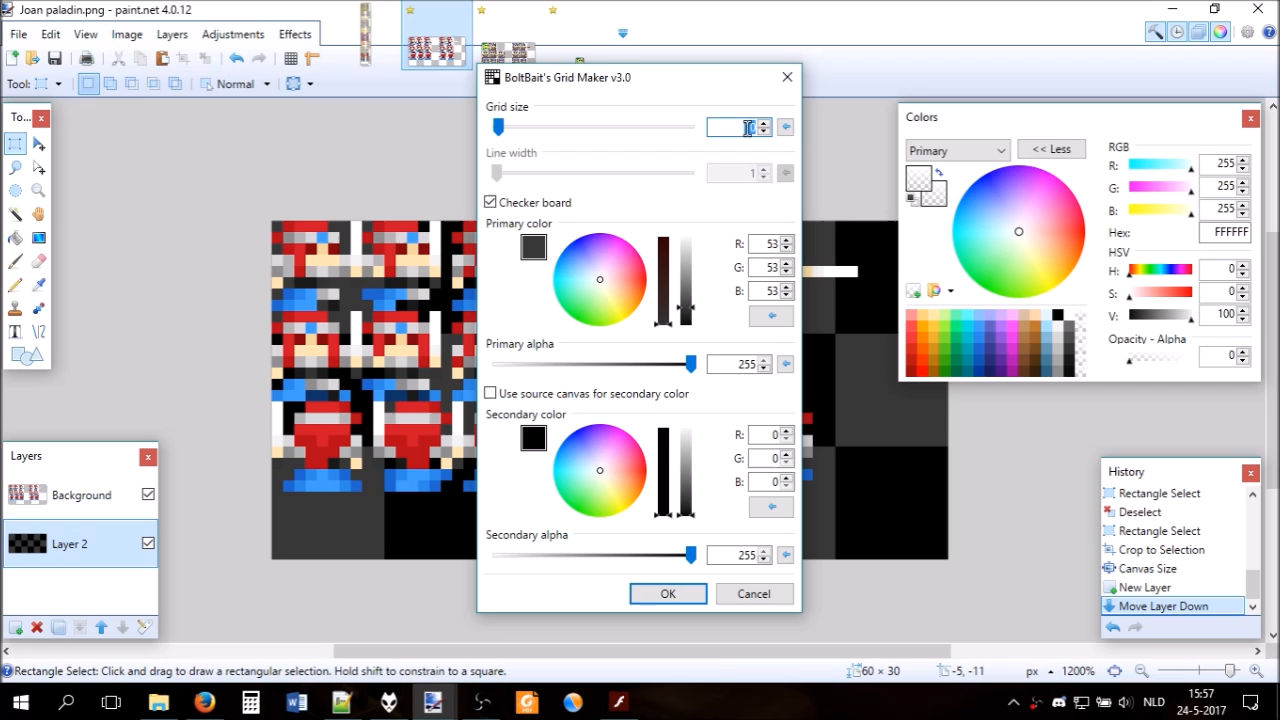 Joan paladin.png - paint.net 4.0.12
File Edit View Image Layers Adjustments Effects
Tool: Normal
To...
BoltBait's Grid Maker v3.0
Grid size
Line width
1
Checker board
Primary color
R: 53
G: 53
B: 53
Primary alpha
255
Use source canvas for secondary color
Secondary color
R: 0
G: 0
B: 0
Secondary alpha
255
OK Cancel
Colors
Primary
<< Less
RGB
R: 255
G: 255
B: 255
Hex: FFFFFF
HSV
H: 0
S: 0
V: 100
Opacity - Alpha
0
Layers
Background
Layer 2
History
Rectangle Select
Deselect
Rectangle Select
Crop to Selection
Canvas Size
New Layer
Move Layer Down
Rectangle Select: Click and drag to draw a rectangular selection. Hold shift to constrain to a square.
60 × 30
-5, -11
px
1200%
NLD
15:57
24-5-2017